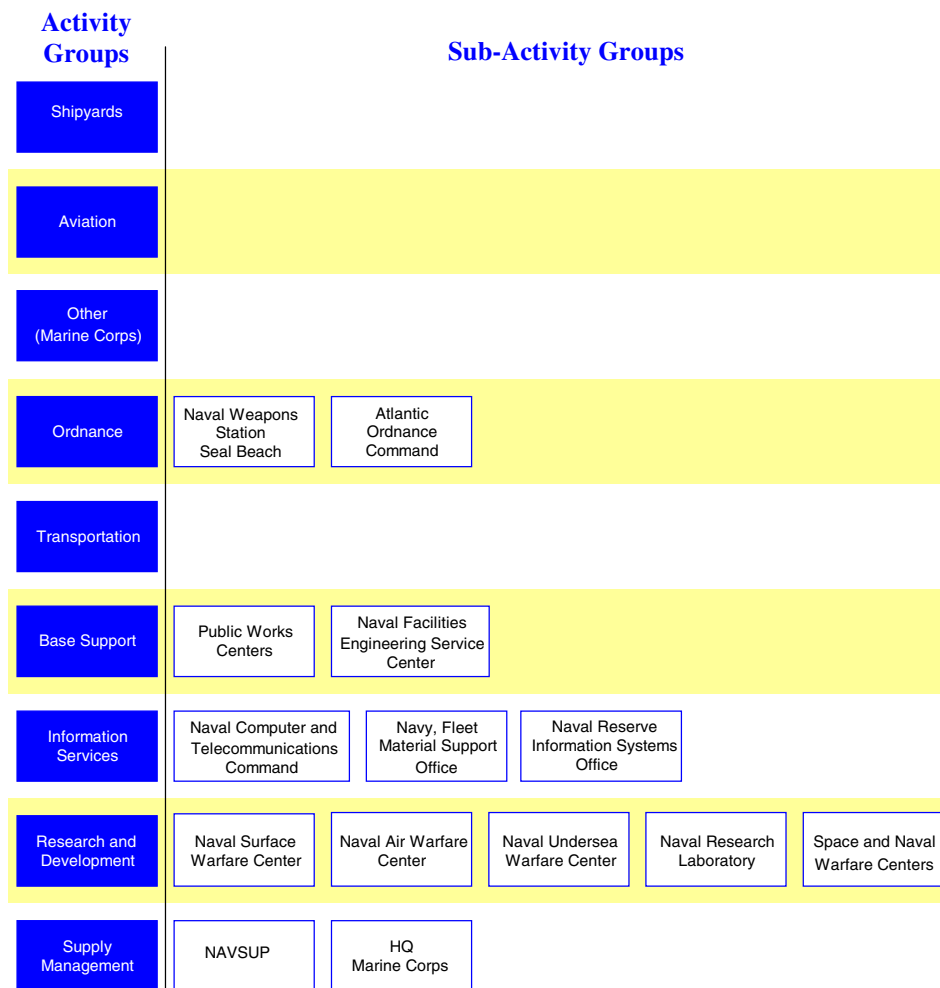 Activity
Groups
Sub-Activity Groups
Shipyards
Aviation
Other
(Marine Corps)
Ordnance
Naval Weapons
Station
Seal Beach
Atlantic
Ordnance
Command
Transportation
Base Support
Public Works
Centers
Naval Facilities
Engineering Service
Center
Information
Services
Naval Computer and
Telecommunications
Command
Navy, Fleet
Material Support
Office
Naval Reserve
Information Systems
Office
Research and
Development
Naval Surface
Warfare Center
Naval Air Warfare
Center
Naval Undersea
Warfare Center
Naval Research
Laboratory
Space and Naval
Warfare Centers
Supply
Management
NAVSUP
HQ
Marine Corps